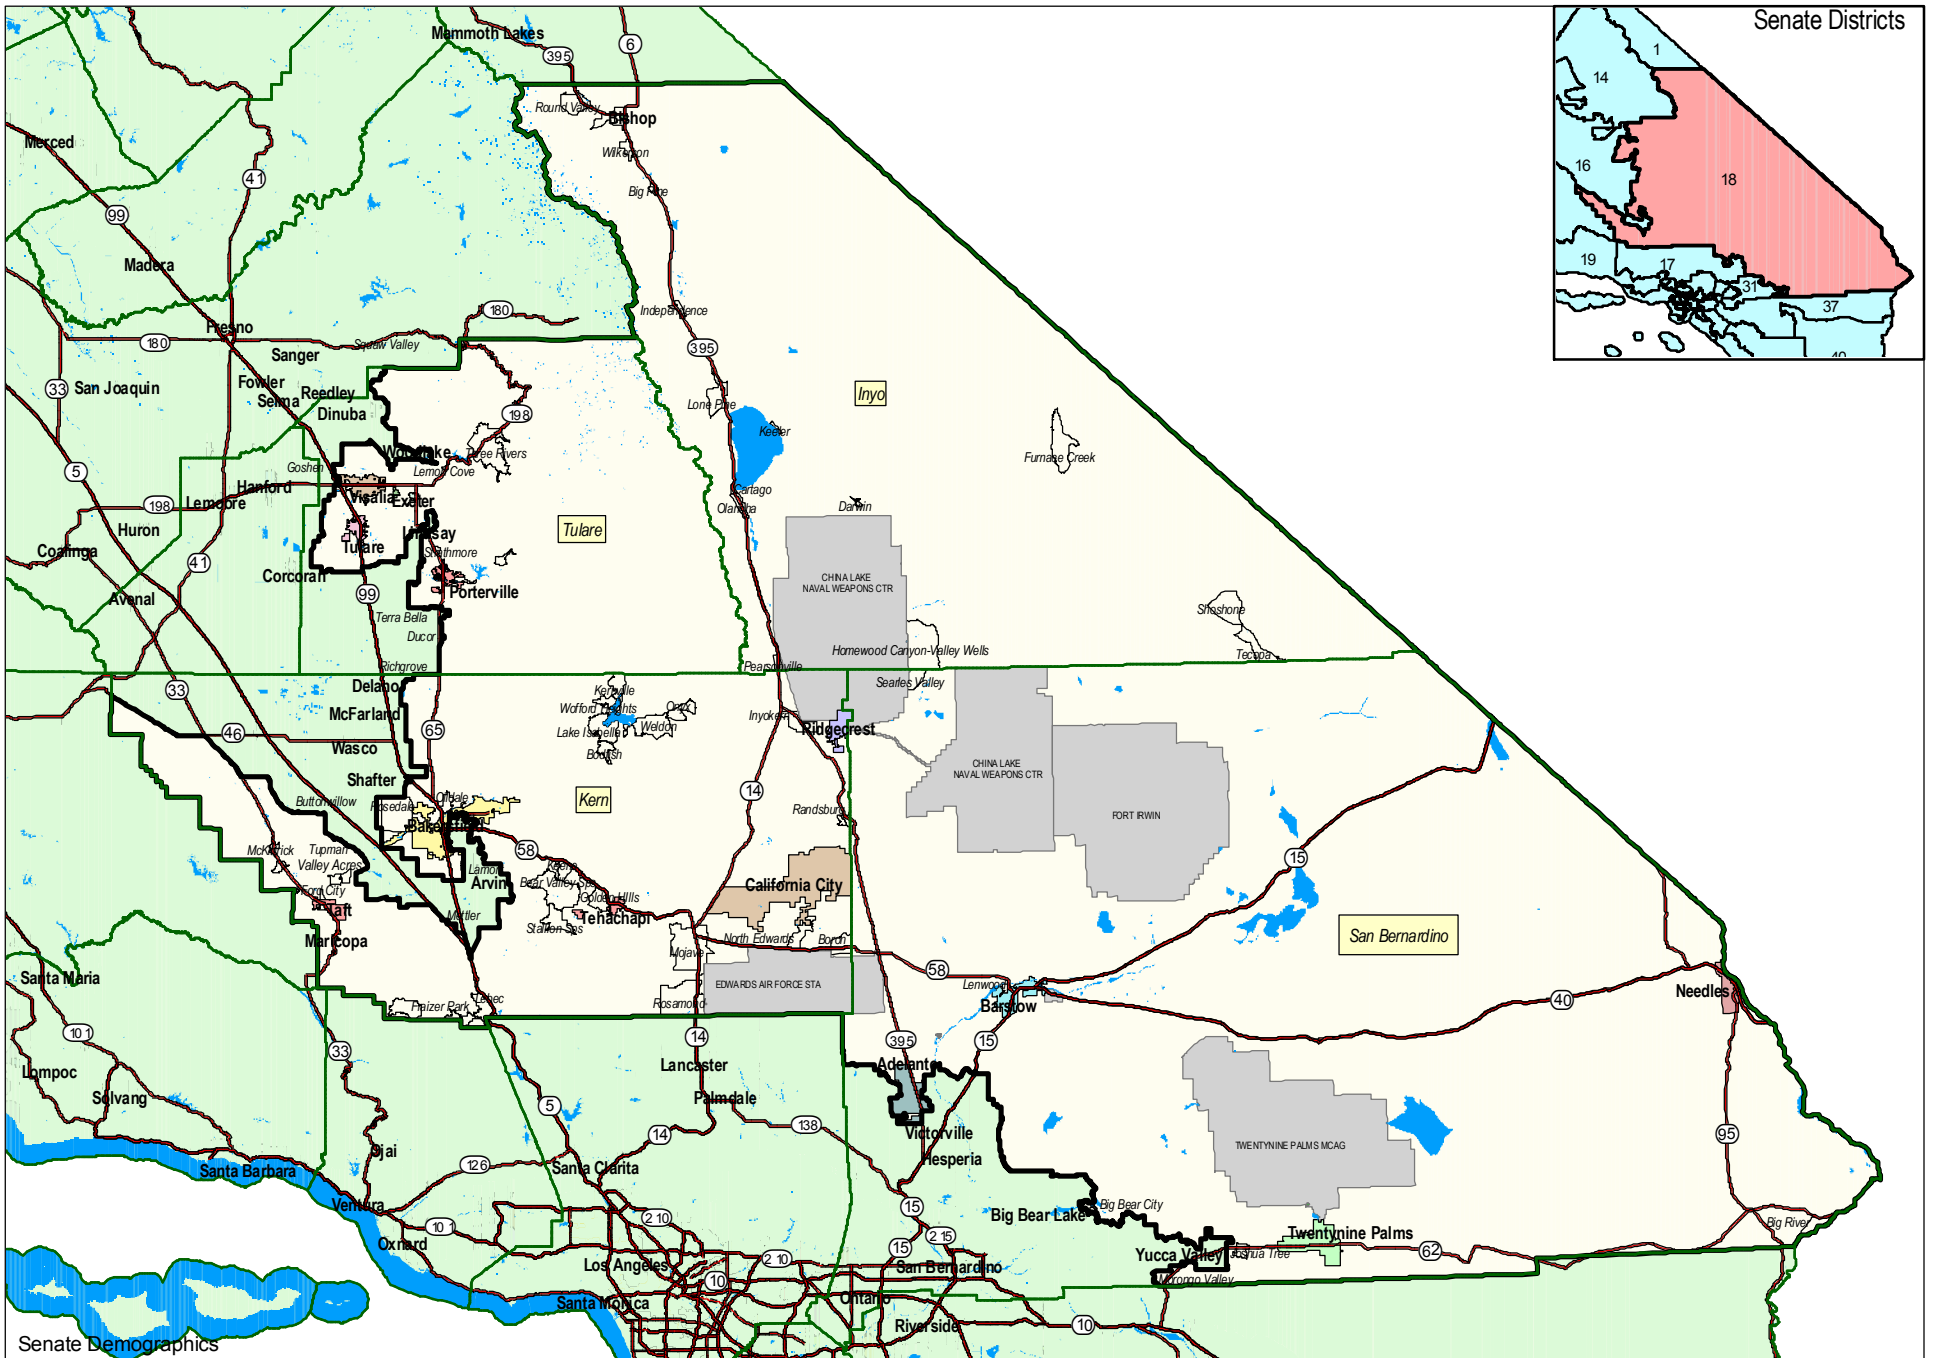 Senate Districts
1
14
16
18
19
17
31
37
Mammoth Lakes
395
6
Round Valley
Bishop
Wilkerson
Big Pine
Merced
41
99
Madera
Independence
180
Fresno
180
Squaw Valley
Sanger
395
33
San Joaquin
Fowler
Selma
Reedley
Dinuba
Inyo
Lone Pine
198
Keeler
Woodlake
Three Rivers
Furnace Creek
Goshen
Lemon Cove
5
Hanford
Visalia
Exeter
Cartago
198
Lemoore
Olancha
Darwin
Huron
Tulare
Lindsay
Tulare
Coalinga
Strathmore
41
Corcoran
CHINA LAKE
NAVAL WEAPONS CTR
Avenal
99
Porterville
Terra Bella
Shoshone
Ducor
Homewood Canyon-Valley Wells
Tecopa
Richgrove
Pearsonville
33
Delano
Kernville
Searles Valley
McFarland
Wofford Heights
Onyx
Inyokern
46
65
Lake Isabella
Weldon
Ridgecrest
Wasco
Bodfish
Shafter
CHINA LAKE
NAVAL WEAPONS CTR
Buttonwillow
Rosedale
Oildale
Kern
14
Randsburg
FORT IRWIN
Bakersfield
McKittrick
Tupman
Valley Acres
58
15
Lamont
Keene
Arvin
Bear Valley Sps
California City
Ford City
Golden Hills
Taft
Mettler
Tehachapi
Stallion Sps
Maricopa
North Edwards
Boron
San Bernardino
Mojave
Santa Maria
EDWARDS AIR FORCE STA
58
Lenwood
Needles
Frazier Park
Lebec
Rosamond
Barstow
40
101
33
14
395
15
Lompoc
Lancaster
Adelanto
Solvang
5
Palmdale
14
138
Victorville
TWENTYNINE PALMS MCAG
95
Ojai
126
Hesperia
Santa Barbara
Santa Clarita
Ventura
15
Big Bear City
Big Bear Lake
101
210
Big River
Oxnard
215
Twentynine Palms
15
Yucca Valley
Joshua Tree
62
Los Angeles
210
San Bernardino
10
Morongo Valley
Santa Monica
Ontario
Riverside
10
Senate Demographics